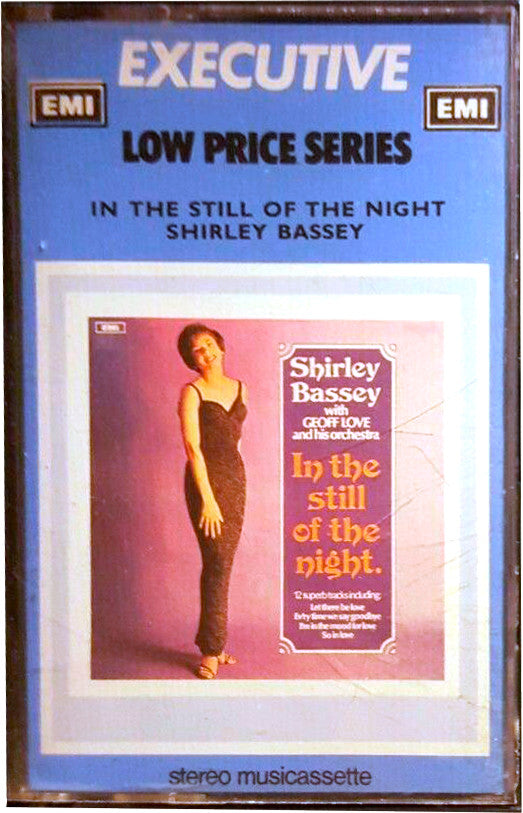 EXECUTIVE
EMI
EMI
LOW PRICE SERIES
IN THE STILL OF THE NIGHT
SHIRLEY BASSEY
EMI
Shirley
Bassey
with
GEOFF LOVE
and his orchestra
In the
still
of the
night.
12 superb tracks including:
Let there be love
Ev'ry time we say goodbye
I'm in the mood for love
So in love
stereo musicassette